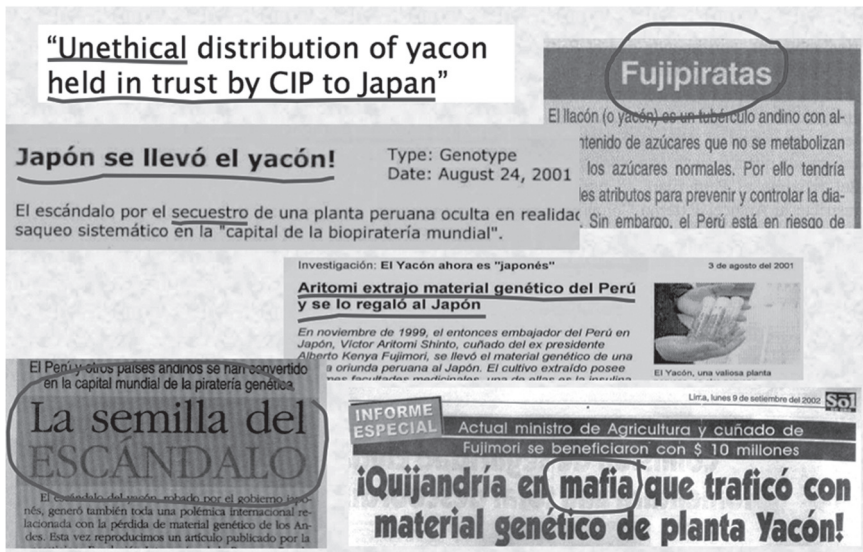 “Unethical distribution of yacon
held in trust by CIP to Japan”
Fujipiratas
El llacón (o yacón) es un tubérculo andino con al-
ntenido de azúcares que no se metabolizan
los azúcares normales. Por ello tendría
es atributos para prevenir y controlar la dia-
Sin embargo, el Perú está en riesgo de
Japón se llevó el yacón!
Type: Genotype
Date: August 24, 2001
El escándalo por el secuestro de una planta peruana oculta en realidad
saqueo sistemático en la "capital de la biopiratería mundial".
Investigación: El Yacón ahora es "japonés"
3 de agosto del 2001
Aritomi extrajo material genético del Perú
y se lo regaló al Japón
En noviembre de 1999, el entonces embajador del Perú en
Japón, Víctor Aritomi Shinto, cuñado del ex presidente
Alberto Kenya Fujimori, se llevó el material genético de una
a oriunda peruana al Japón. El cultivo extraído posee
mes facultades medicinales, una de ellas es la insulina
El Yacón, una valiosa planta
El Perú y otros países andinos se han convertido
en la capital mundial de la piratería genética.
La semilla del
ESCÁNDALO
El escándalo del yacón, robado por el gobierno japo-
nés, generó también toda una polémica internacional re-
lacionada con la pérdida de material genético de los An-
des. Esta vez reproducimos un artículo publicado por la
Lima, lunes 9 de setiembre del 2002
Sol
INFORME
ESPECIAL
Actual ministro de Agricultura y cuñado de
Fujimori se beneficiaron con $ 10 millones
¡Quijandría en mafia que traficó con
material genético de planta Yacón!